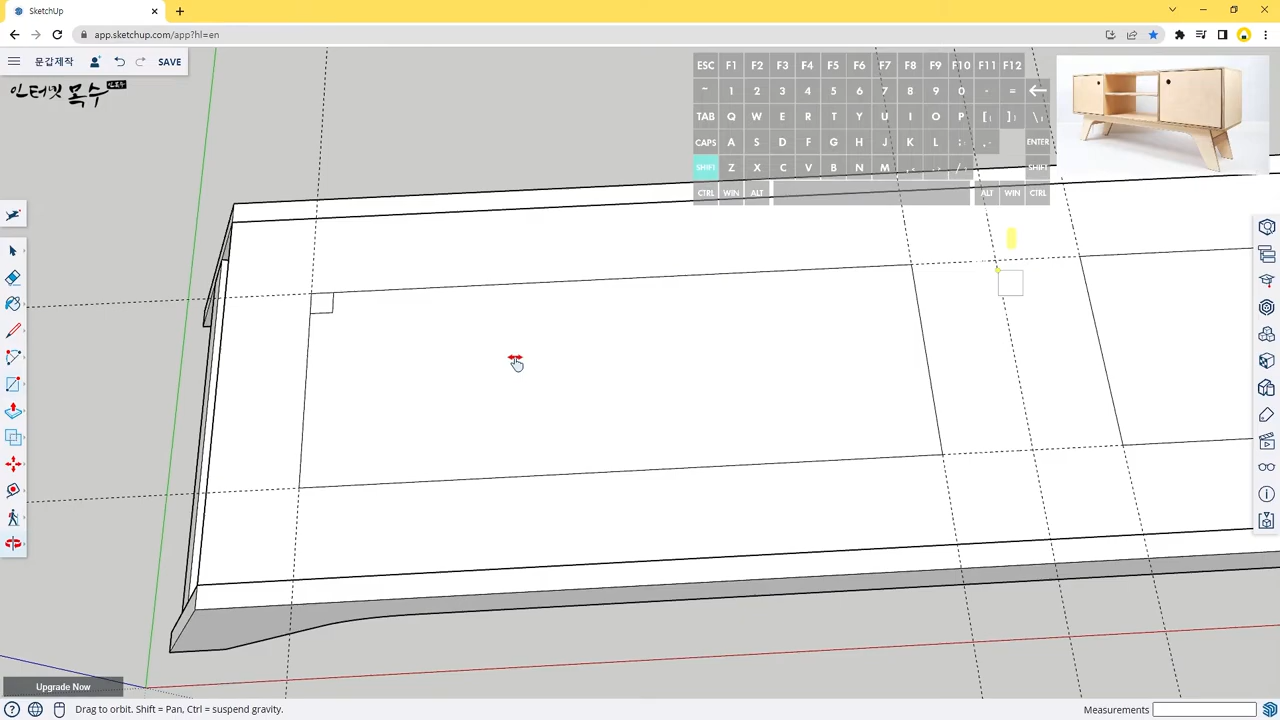 SketchUp
app.sketchup.com/app?hl=en
문갑제작
SAVE
인터넷 목수
ESC F1 F2 F3 F4 F5 F6 F7 F8 F9 F10 F11 F12
~ 1 2 3 4 5 6 7 8 9 0 - =
TAB Q W E R T Y U I O P [ ] \
CAPS A S D F G H J K L ; ENTER
SHIFT Z X C V B N M / SHIFT
CTRL WIN ALT ALT WIN CTRL
Upgrade Now
Drag to orbit, Shift = Pan, Ctrl = suspend gravity.
Measurements